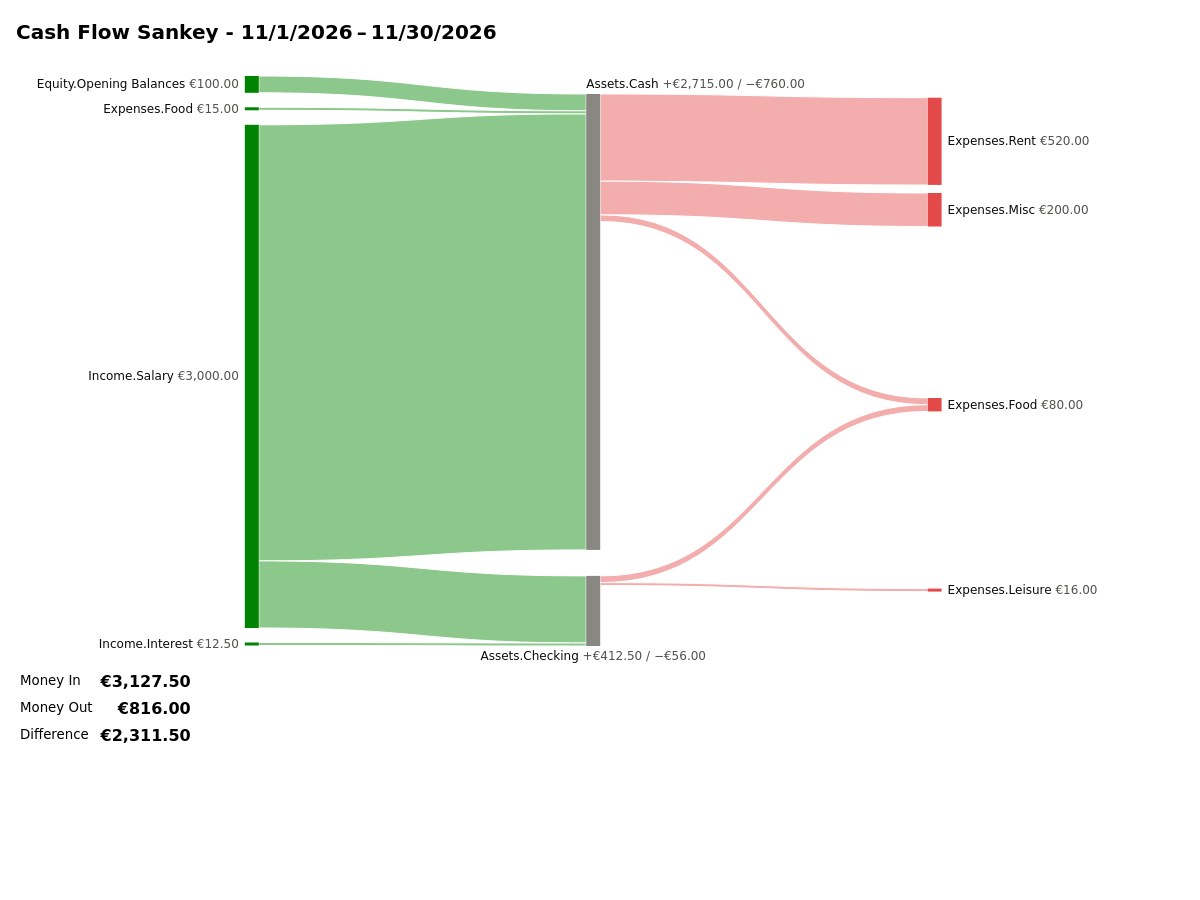 Cash Flow Sankey - 11/1/2026 – 11/30/2026
Equity.Opening Balances €100.00
Assets.Cash +€2,715.00 / −€760.00
Expenses.Food €15.00
Expenses.Rent €520.00
Expenses.Misc €200.00
Income.Salary €3,000.00
Expenses.Food €80.00
Expenses.Leisure €16.00
Income.Interest €12.50
Assets.Checking +€412.50 / −€56.00
Money In €3,127.50
Money Out €816.00
Difference €2,311.50